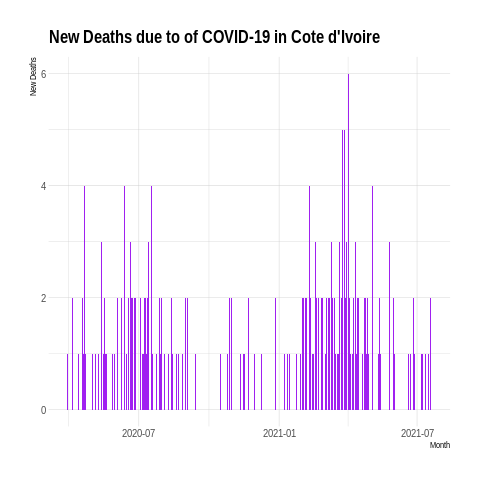 New Deaths due to of COVID-19 in Cote d'Ivoire
New Deaths
6
4
2
0
2020-07 2021-01 2021-07
Month